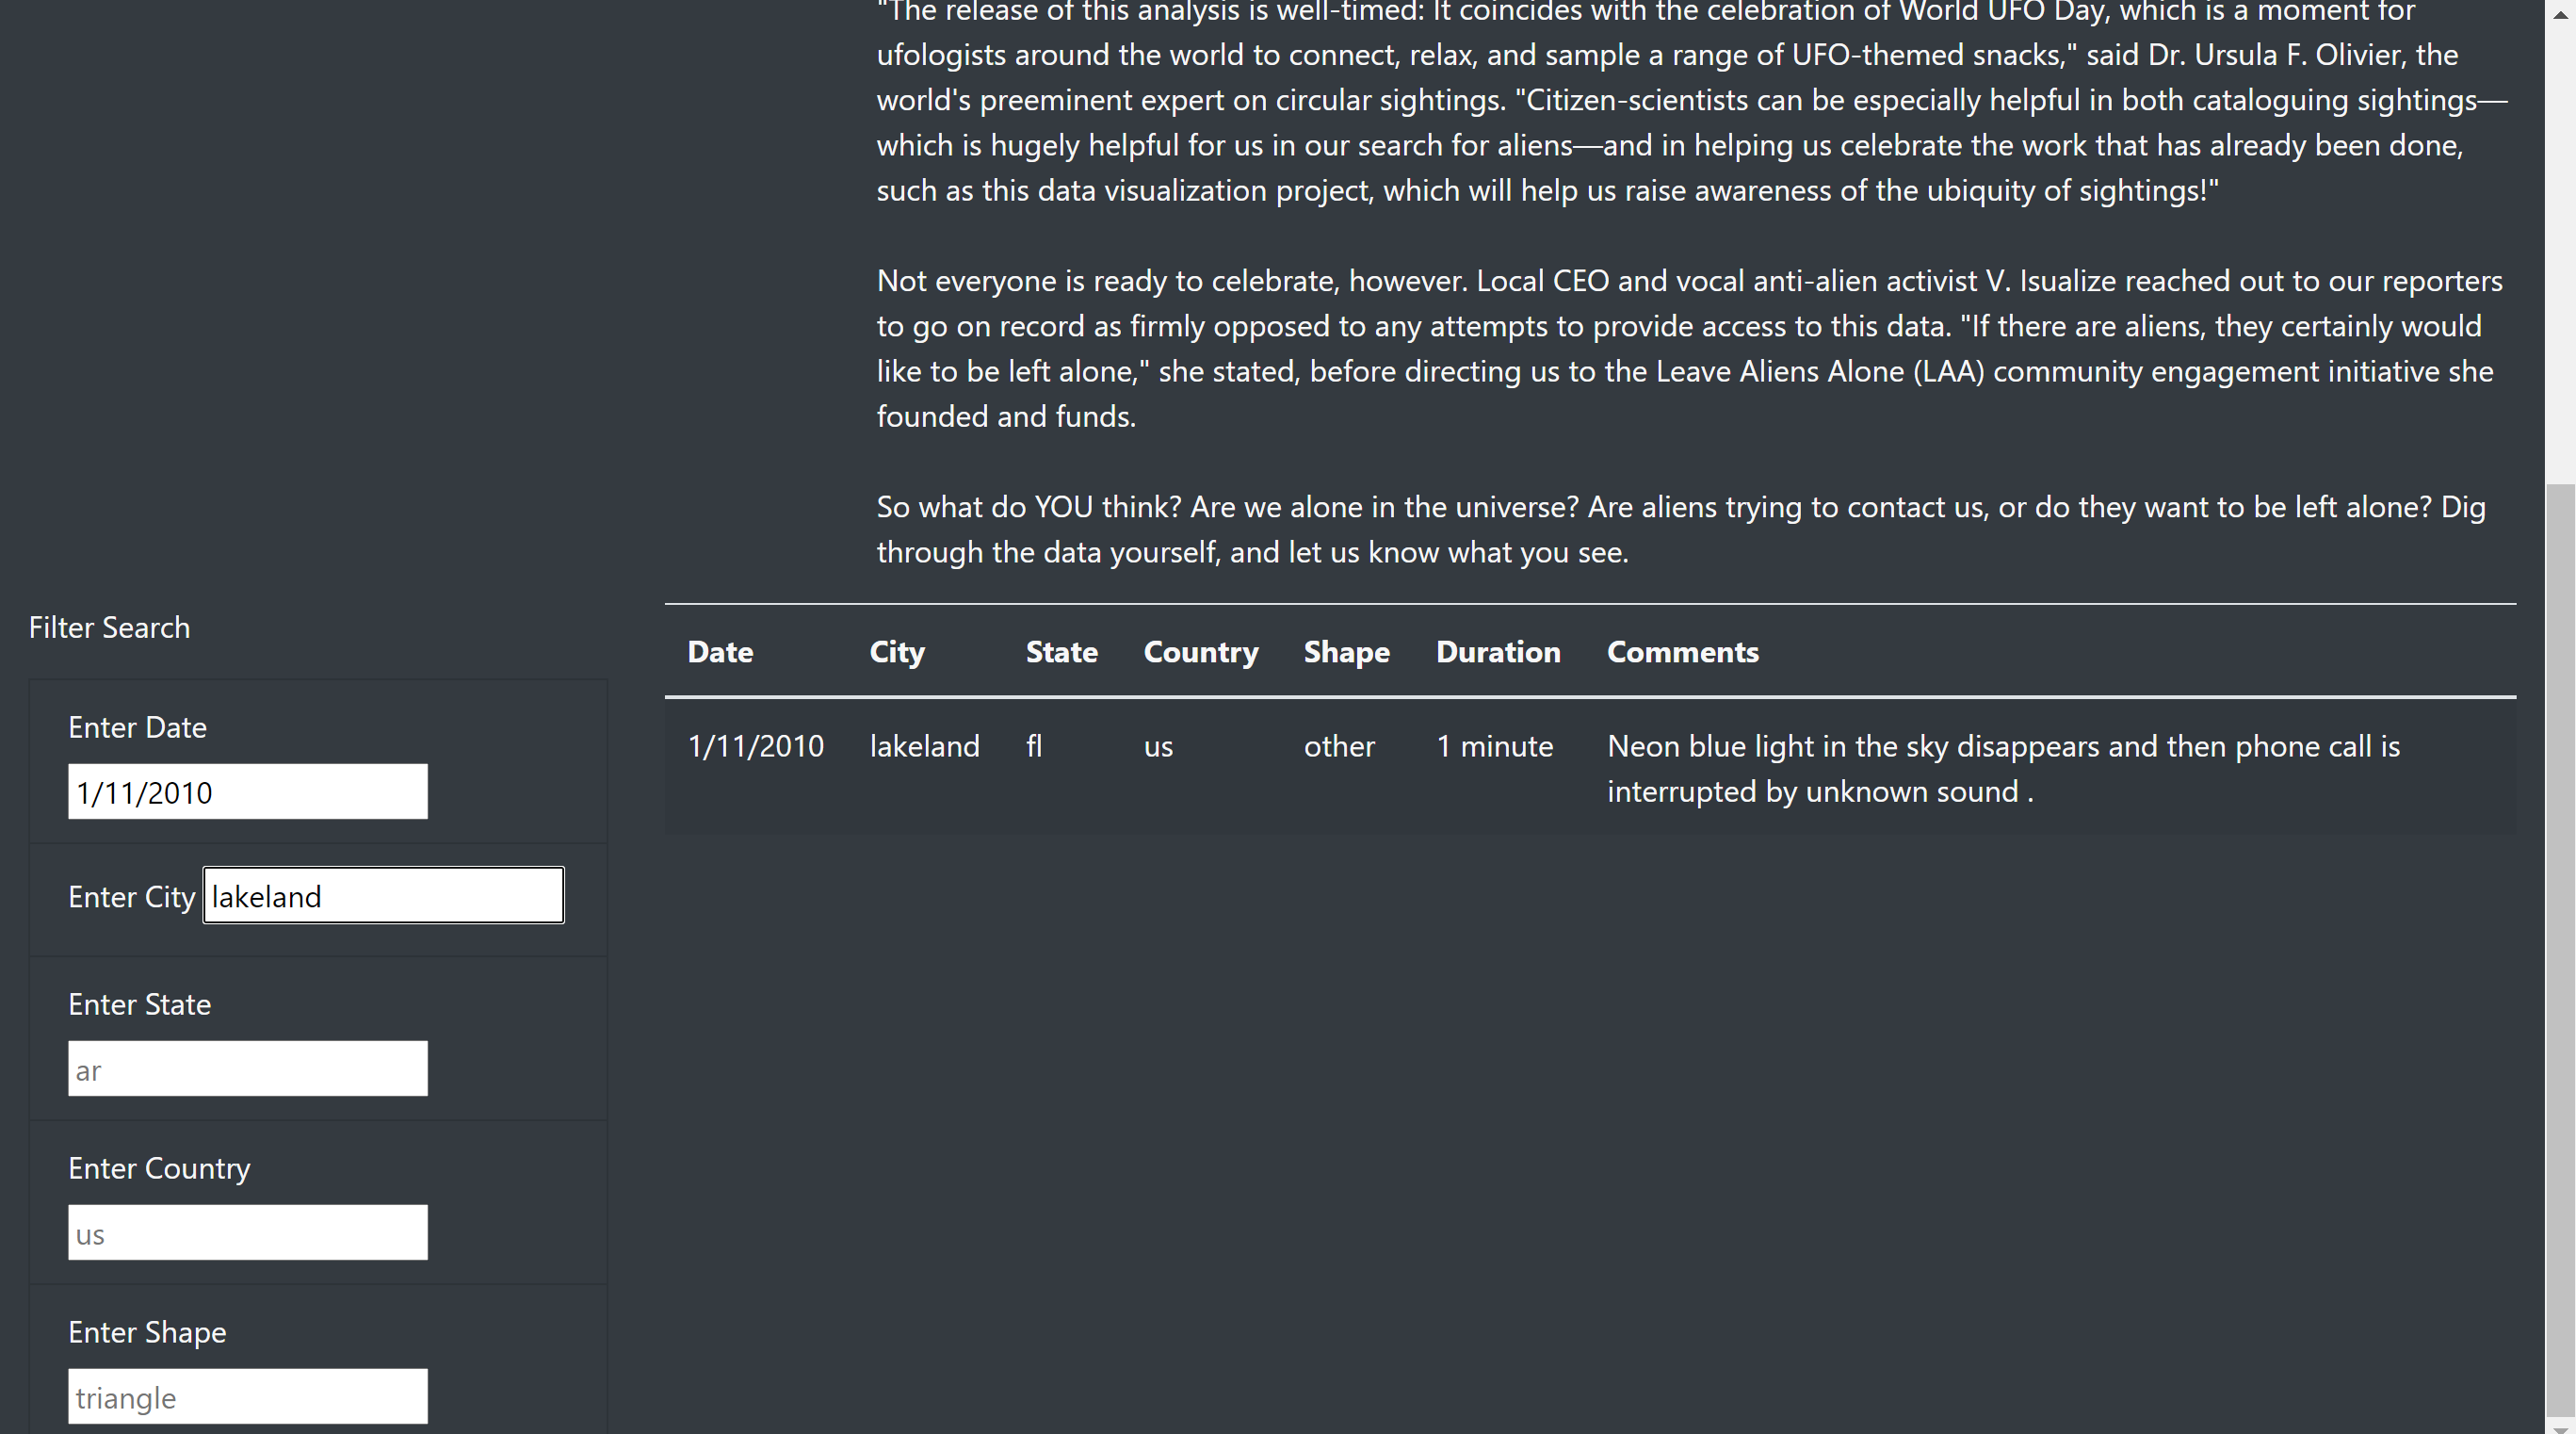 "The release of this analysis is well-timed: It coincides with the celebration of World UFO Day, which is a moment for
ufologists around the world to connect, relax, and sample a range of UFO-themed snacks," said Dr. Ursula F. Olivier, the
world's preeminent expert on circular sightings. "Citizen-scientists can be especially helpful in both cataloguing sightings—
which is hugely helpful for us in our search for aliens—and in helping us celebrate the work that has already been done,
such as this data visualization project, which will help us raise awareness of the ubiquity of sightings!"
Not everyone is ready to celebrate, however. Local CEO and vocal anti-alien activist V. Isualize reached out to our reporters
to go on record as firmly opposed to any attempts to provide access to this data. "If there are aliens, they certainly would
like to be left alone," she stated, before directing us to the Leave Aliens Alone (LAA) community engagement initiative she
founded and funds.
So what do YOU think? Are we alone in the universe? Are aliens trying to contact us, or do they want to be left alone? Dig
through the data yourself, and let us know what you see.
Filter Search
Enter Date
1/11/2010
Enter City lakeland
Enter State
ar
Enter Country
us
Enter Shape
triangle
Date City State Country Shape Duration Comments
1/11/2010 lakeland fl us other 1 minute Neon blue light in the sky disappears and then phone call is
interrupted by unknown sound .